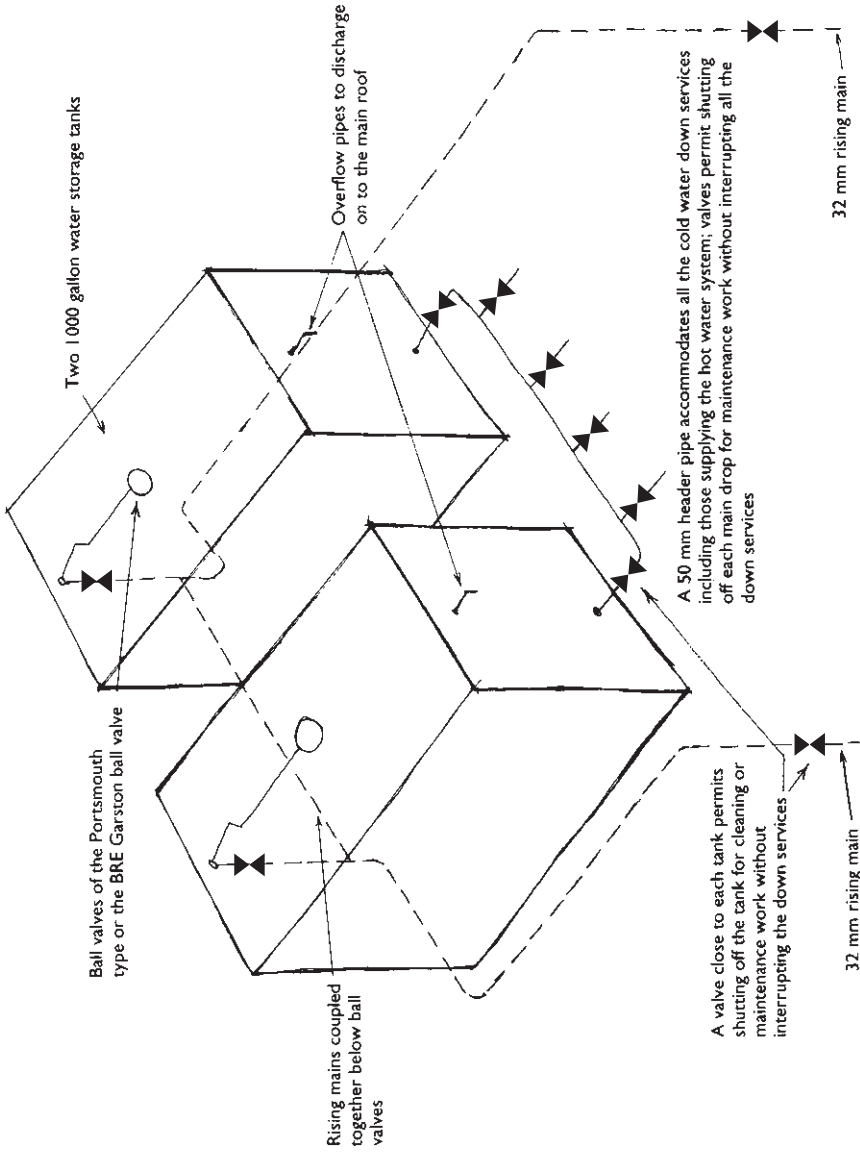 Two 1000 gallon water storage tanks
Overflow pipes to discharge
on to the main roof
Ball valves of the Portsmouth
type or the BRE Garston ball valve
Rising mains coupled
together below ball
valves
A 50 mm header pipe accommodates all the cold water down services
including those supplying the hot water system; valves permit shutting
off each main drop for maintenance work without interrupting all the
down services
A valve close to each tank permits
shutting off the tank for cleaning or
maintenance work without
interrupting the down services
32 mm rising main
32 mm rising main